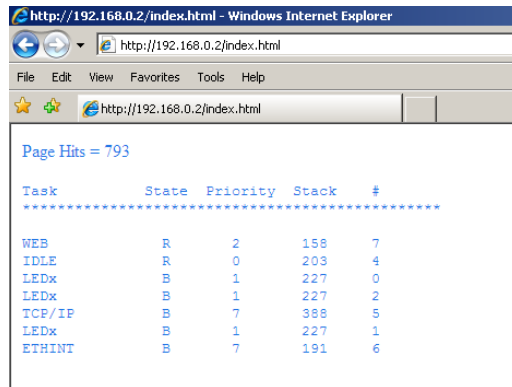 http://192.168.0.2/index.html - Windows Internet Explorer
http://192.168.0.2/index.html
File Edit View Favorites Tools Help
http://192.168.0.2/index.html
Page Hits = 793
Task State Priority Stack #
************************************************
WEB R 2 158 7
IDLE R 0 203 4
LEDx B 1 227 0
LEDx B 1 227 2
TCP/IP B 7 388 5
LEDx B 1 227 1
ETHINT B 7 191 6